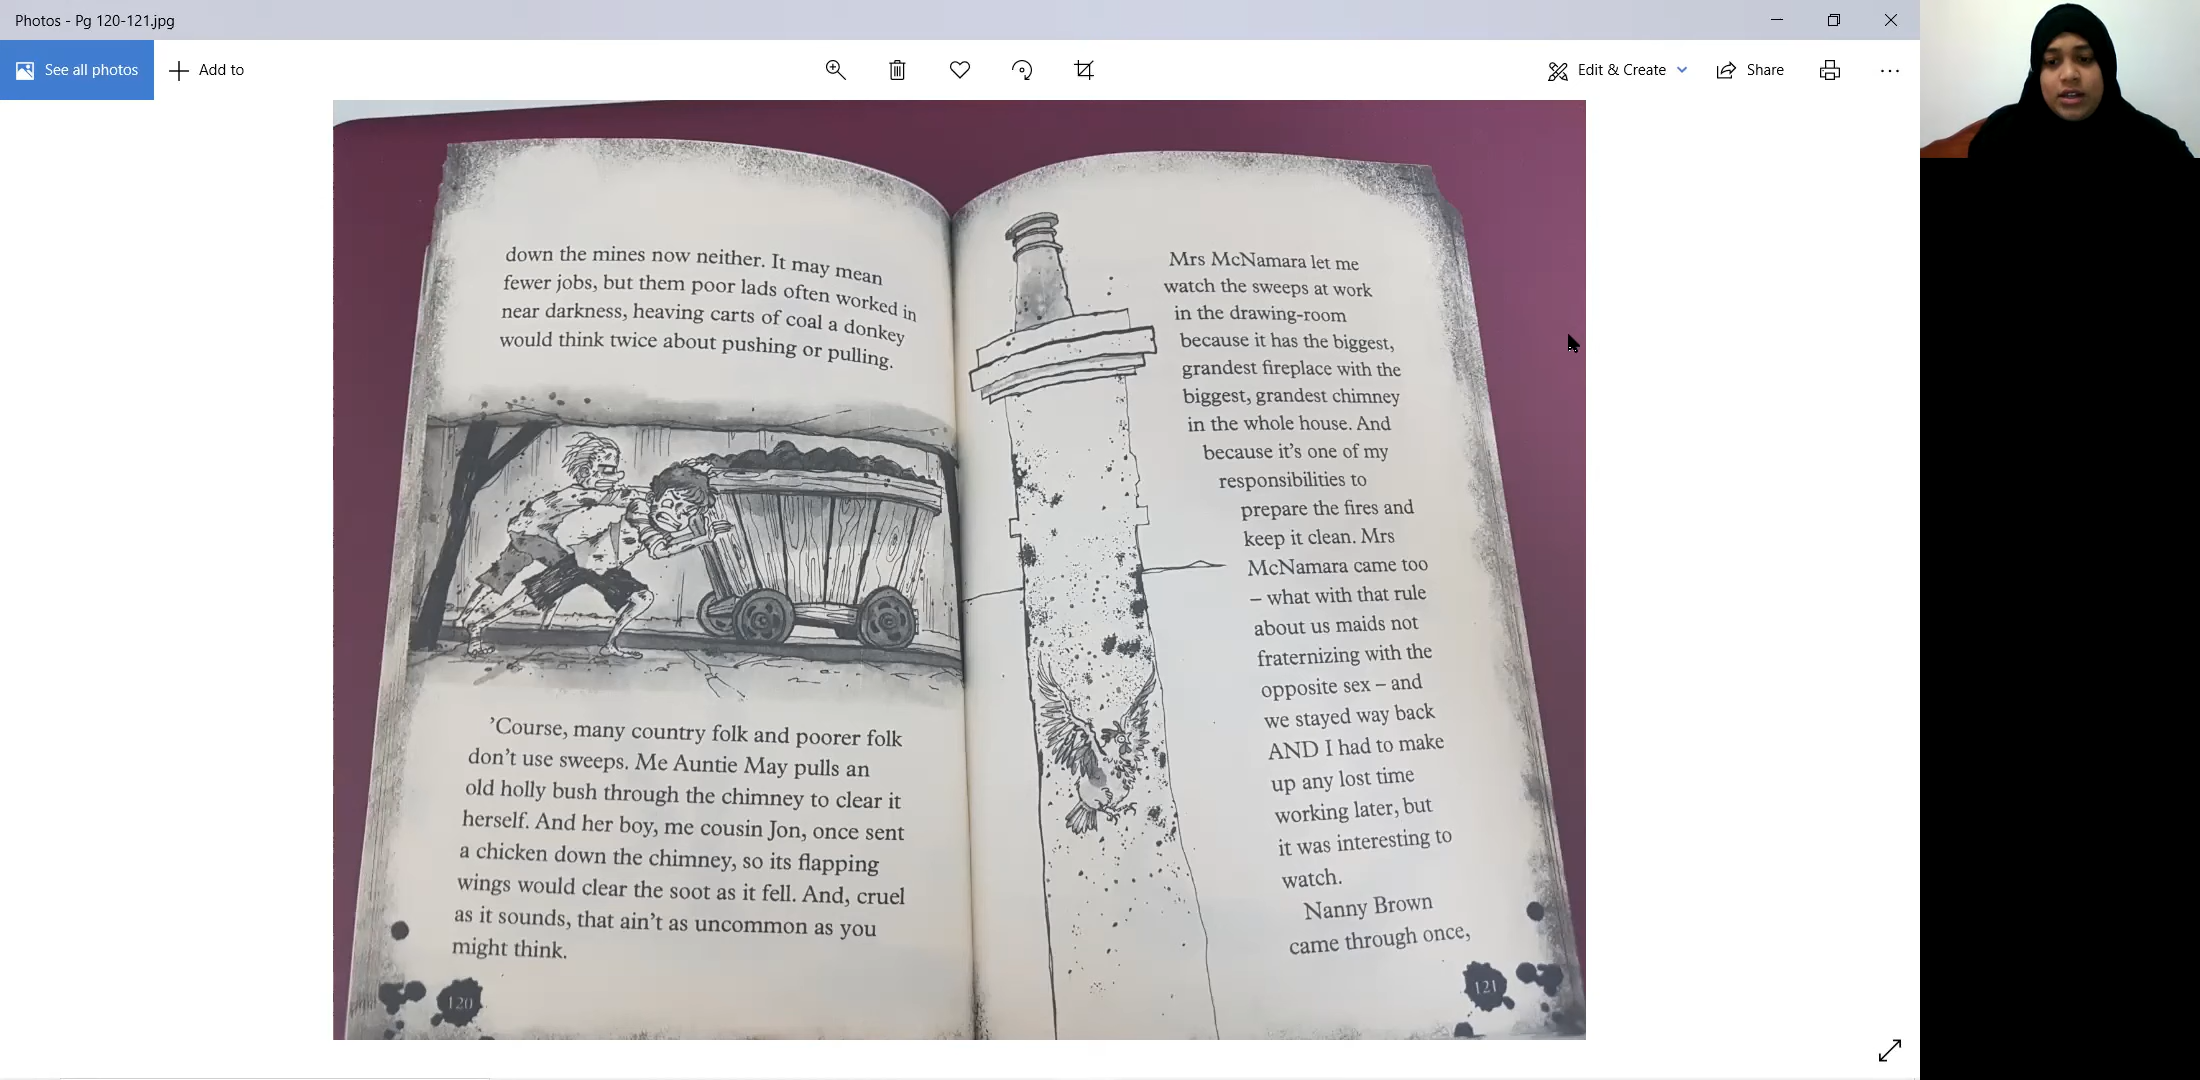 Photos - Pg 120-121.jpg
See all photos
Add to
Edit & Create
Share
down the mines now neither. It may mean
fewer jobs, but them poor lads often worked in
near darkness, heaving carts of coal a donkey
would think twice about pushing or pulling.
’Course, many country folk and poorer folk
don’t use sweeps. Me Auntie May pulls an
old holly bush through the chimney to clear it
herself. And her boy, me cousin Jon, once sent
a chicken down the chimney, so its flapping
wings would clear the soot as it fell. And, cruel
as it sounds, that ain’t as uncommon as you
might think.
120
Mrs McNamara let me
watch the sweeps at work
in the drawing-room
because it has the biggest,
grandest fireplace with the
biggest, grandest chimney
in the whole house. And
because it’s one of my
responsibilities to
prepare the fires and
keep it clean. Mrs
McNamara came too
– what with that rule
about us maids not
fraternizing with the
opposite sex – and
we stayed way back
AND I had to make
up any lost time
working later, but
it was interesting to
watch.
Nanny Brown
came through once,
121